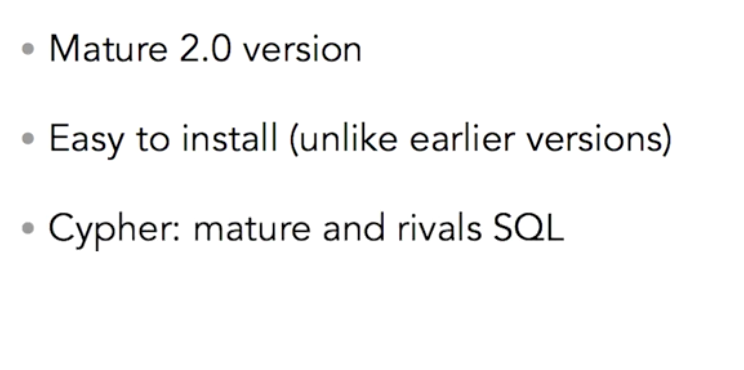 • Mature 2.0 version
• Easy to install (unlike earlier versions)
• Cypher: mature and rivals SQL